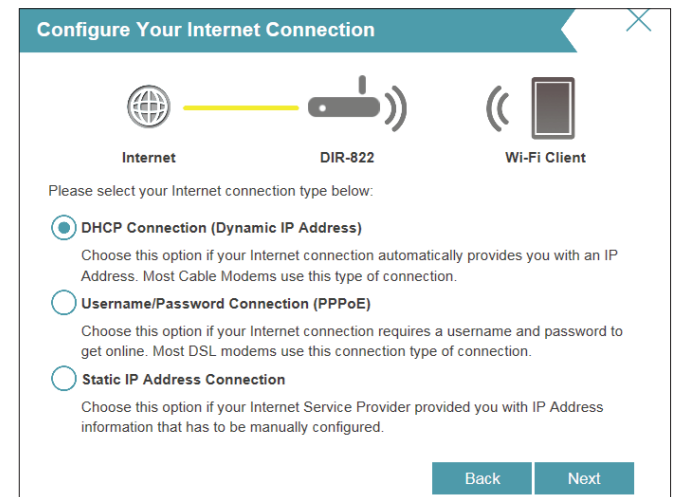 Configure Your Internet Connection
Internet DIR-822 Wi-Fi Client
Please select your Internet connection type below:
DHCP Connection (Dynamic IP Address)
Choose this option if your Internet connection automatically provides you with an IP
Address. Most Cable Modems use this type of connection.
Username/Password Connection (PPPoE)
Choose this option if your Internet connection requires a username and password to
get online. Most DSL modems use this connection type of connection.
Static IP Address Connection
Choose this option if your Internet Service Provider provided you with IP Address
information that has to be manually configured.
Back Next